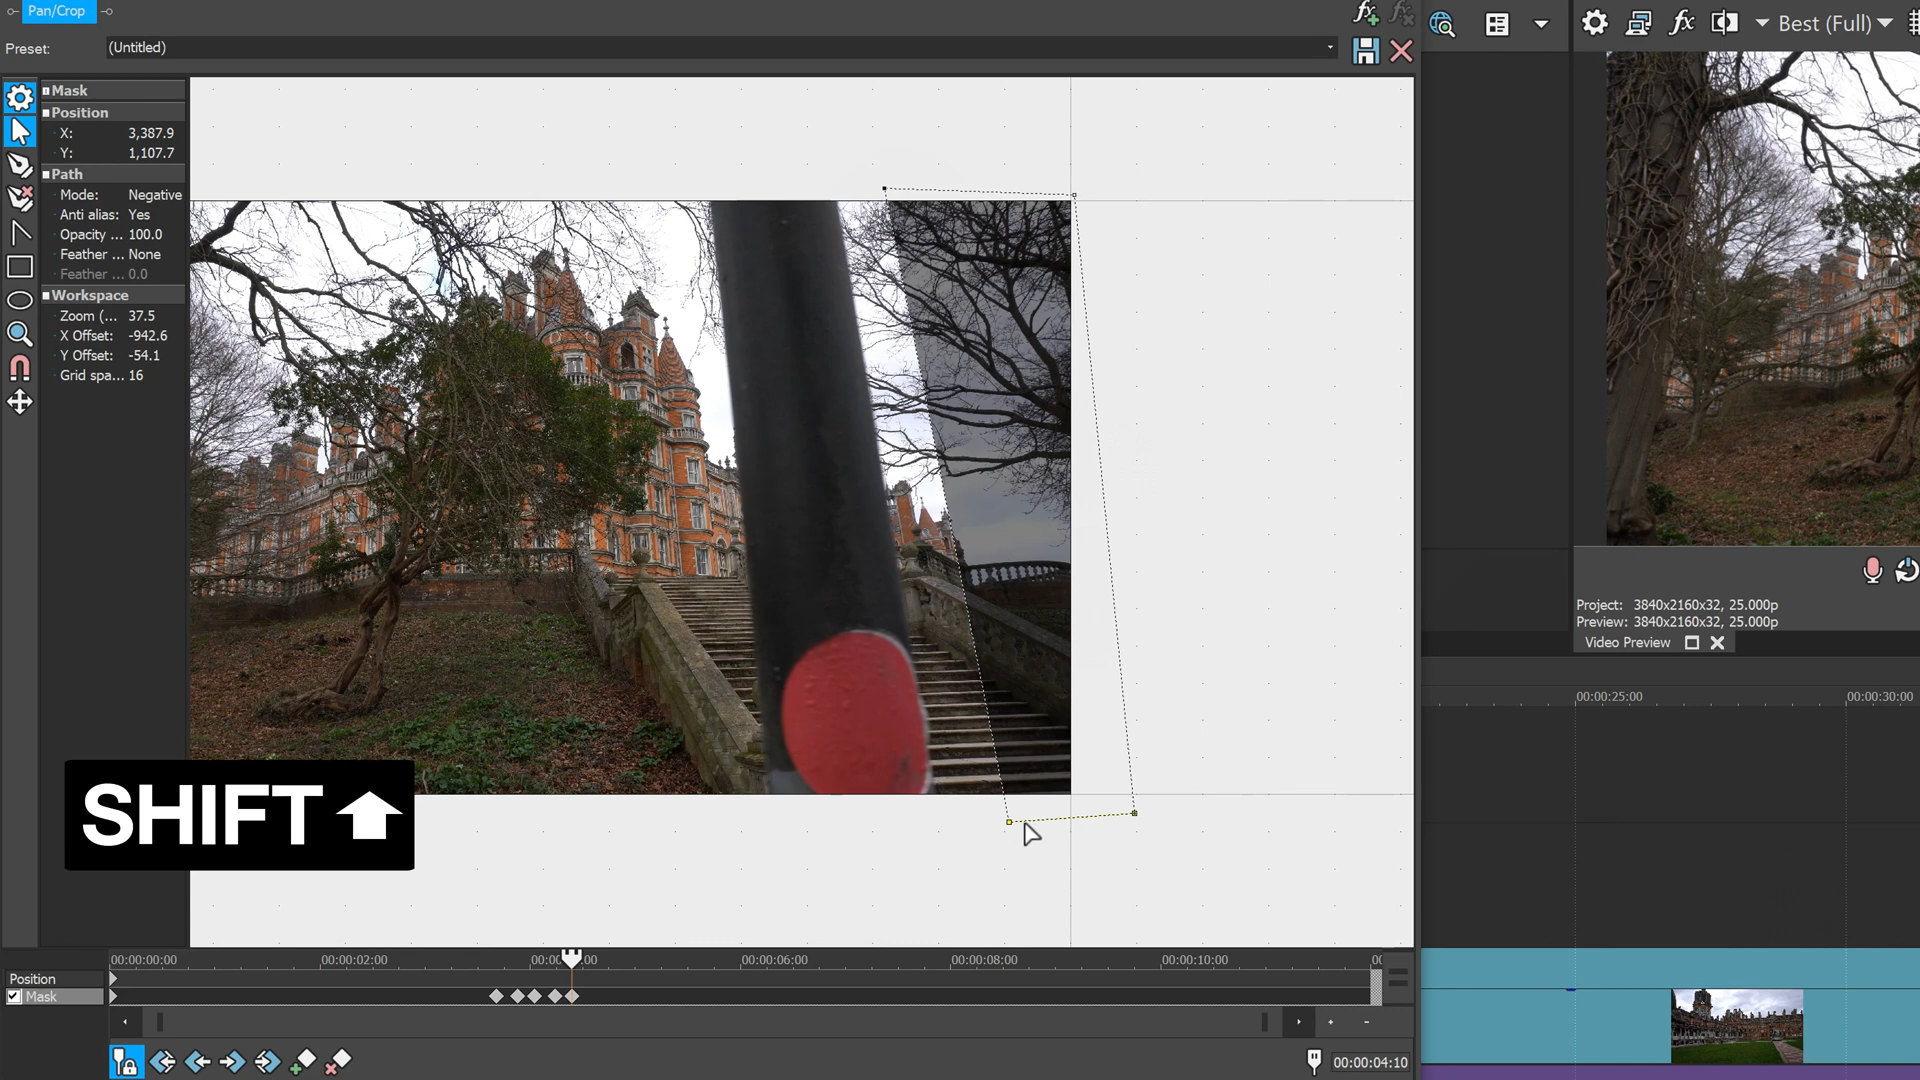 Pan/Crop
Preset:
(Untitled)
Best (Full)
Mask
Position
X: 3,387.9
Y: 1,107.7
Path
Mode: Negative
Anti alias: Yes
Opacity ... 100.0
Feather ... None
Feather ... 0.0
Workspace
Zoom (... 37.5
X Offset: -942.6
Y Offset: -54.1
Grid spa... 16
SHIFT
Project: 3840x2160x32, 25.000p
Preview: 3840x2160x32, 25.000p
Video Preview
00:00:25:00
00:00:30:00
00:00:00:00
00:00:02:00
00:00:06:00
00:00:08:00
00:00:10:00
Position
Mask
00:00:04:10